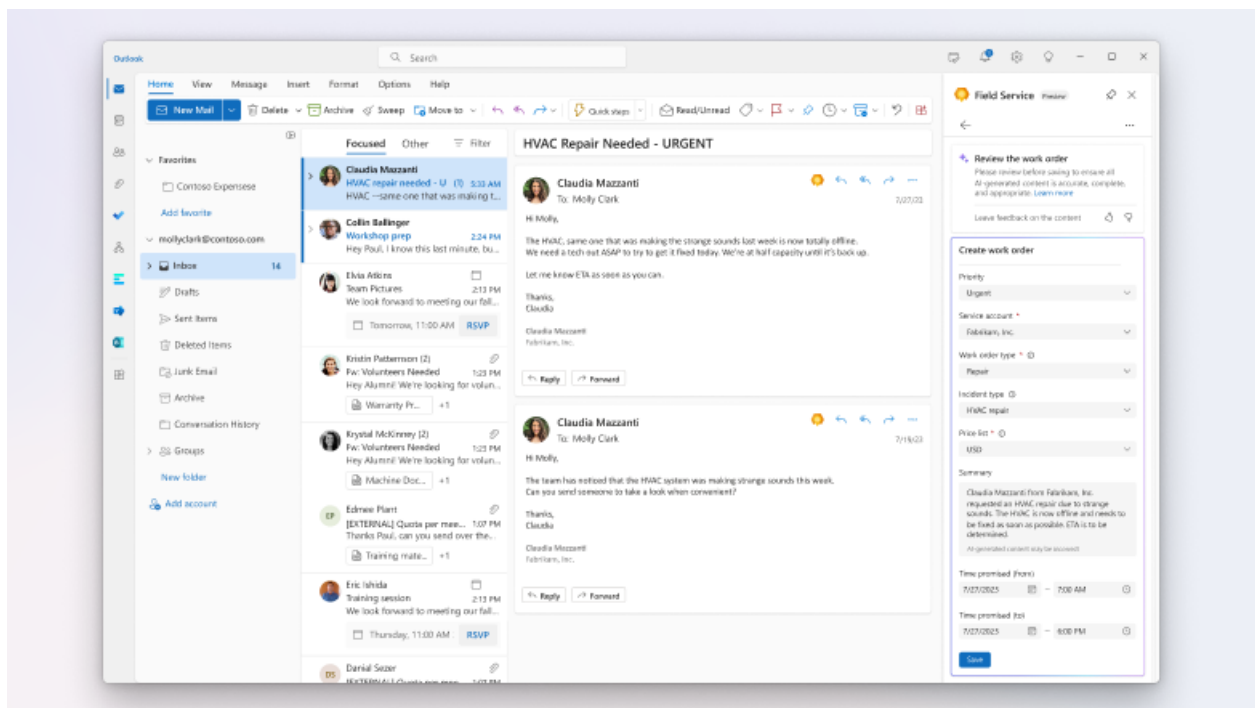 Outlook
Search
Home View Message Insert Format Options Help
New Mail Delete Archive Sweep Move to Quick steps Read/Unread
Favorites
Contoso Expensese
Add favorite
mollyclark@contoso.com
Inbox 14
Drafts
Sent Items
Deleted Items
Junk Email
Archive
Conversation History
Groups
New folder
Add account
Focused Other Filter
Claudia Mazzanti
HVAC repair needed - U (1) 5:33 AM
HVAC —same one that was making t...
Collin Ballinger
Workshop prep 2:24 PM
Hey Poul, I know this last minute, bu...
Elvia Atkins
Team Pictures 2:13 PM
We look forward to meeting our fall...
Tomorrow, 11:00 AM RSVP
Kristin Patternson (2)
Fw: Volunteers Needed 1:23 PM
Hey Alumni! We're looking for volun...
Warranty Pr... +1
Krystal McKinney (2)
Fw: Volunteers Needed 1:23 PM
Hey Alumni! We're looking for volun...
Machine Doc... +1
EP
Edmee Plant
[EXTERNAL] Quota per mee... 1:07 PM
Thanks Paul, can you send over the...
Training mate... +1
Eric Ishida
Training session 2:13 PM
We look forward to meeting our fall...
Thursday, 11:00 AM RSVP
DS
Danial Sezer
HVAC Repair Needed - URGENT
Claudia Mazzanti
To: Molly Clark
Hi Molly,
The HVAC, same one that was making the strange sounds last week is now totally offline.
We need a tech out ASAP to try to get it fixed today. We're at half capacity until it's back up.
Let me know ETA as soon as you can.
Thanks,
Claudia
Claudia Mazzanti
Fabrikam, Inc.
Reply Forward
Claudia Mazzanti
To: Molly Clark
Hi Molly,
The team has noticed that the HVAC system was making strange sounds this week.
Can you send someone to take a look when convenient?
Thanks,
Claudia
Claudia Mazzanti
Fabrikam, Inc.
Reply Forward
Field Service Preview
Review the work order
Please review before saving to ensure all
AI-generated content is accurate, complete,
and appropriate. Learn more
Leave feedback on the content
Create work order
Priority
Urgent
Service account *
Fabrikam, Inc.
Work order type *
Repair
Incident type
HVAC repair
Price list *
USD
Summary
Claudia Mazzanti from Fabrikam, Inc.
requested an HVAC repair due to strange
sounds. The HVAC is now offline and needs to
be fixed as soon as possible. ETA is to be
determined.
AI-generated content may be incorrect
Time promised (from)
7/27/2023 – 7:00 AM
Time promised (to)
7/27/2023 – 6:00 PM
Save